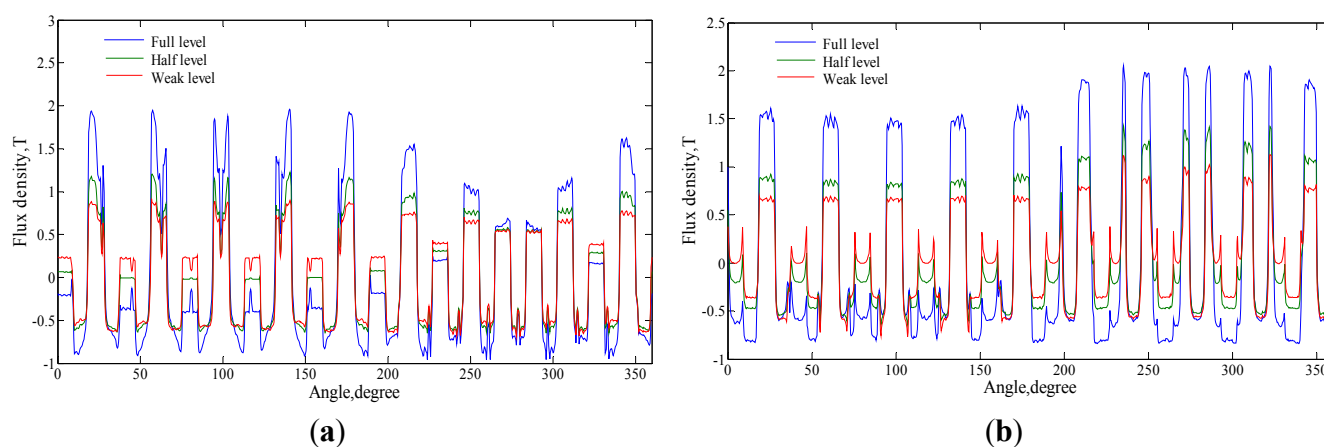 3
2.5
2
1.5
1
0.5
0
-0.5
-1
Flux density,T
Full level
Half level
Weak level
0 50 100 150 200 250 300 350
Angle,degree
(a)
2.5
2
1.5
1
0.5
0
-0.5
-1
Flux density,T
Full level
Half level
Weak level
0 50 100 150 200 250 300 350
Angle,degree
(b)